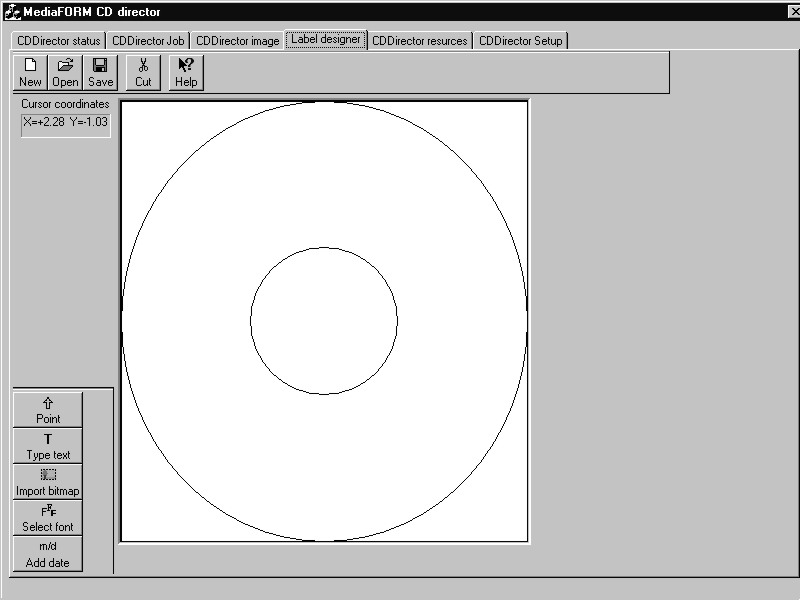 MediaFORM CD director
CDDirector status CDDirector Job CDDirector image Label designer CDDirector resurces CDDirector Setup
New Open Save Cut Help
Cursor coordinates
X=+2.28 Y=-1.03
Point
T
Type text
Import bitmap
FFF
Select font
m/d
Add date